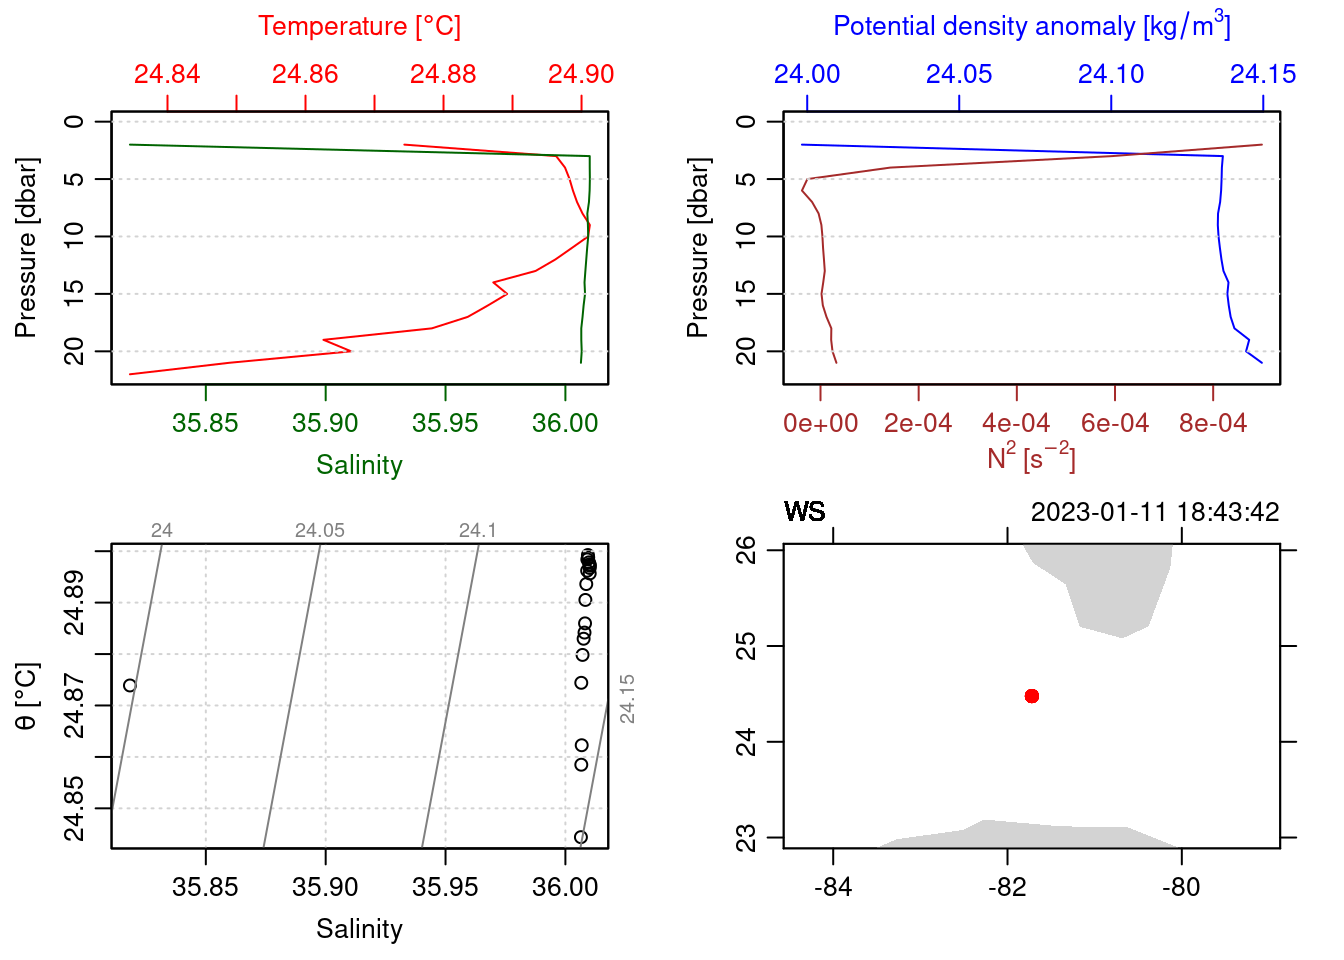 Temperature [°C]
24.84 24.86 24.88 24.90
Pressure [dbar]
0
5
10
15
20
35.85 35.90 35.95 36.00
Salinity
Potential density anomaly [kg/m³]
24.00 24.05 24.10 24.15
Pressure [dbar]
0
5
10
15
20
0e+00 2e-04 4e-04 6e-04 8e-04
N² [s⁻²]
24 24.05 24.1
24.15
θ [°C]
24.89
24.87
24.85
35.85 35.90 35.95 36.00
Salinity
WS 2023-01-11 18:43:42
26
25
24
23
-84 -82 -80